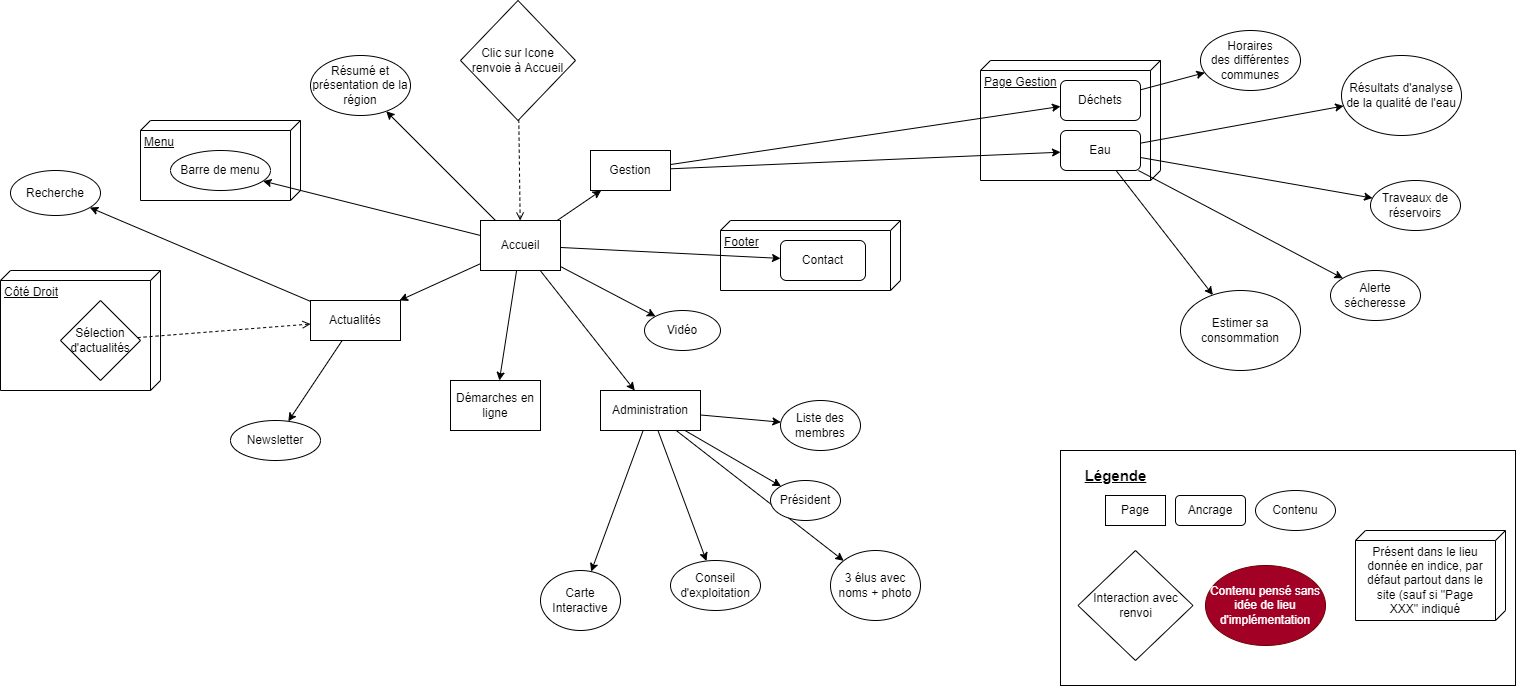 Clic sur Icone
renvoie à Accueil
Résumé et
présentation de la
région
Menu
Barre de menu
Recherche
Côté Droit
Sélection
d'actualités
Actualités
Newsletter
Accueil
Gestion
Footer
Contact
Vidéo
Démarches en
ligne
Administration
Liste des
membres
Président
3 élus avec
noms + photo
Conseil
d'exploitation
Carte
Interactive
Page Gestion
Déchets
Eau
Horaires
des différentes
communes
Résultats d'analyse
de la qualité de l'eau
Traveaux de
réservoirs
Alerte
sécheresse
Estimer sa
consommation
Légende
Page
Ancrage
Contenu
Interaction avec
renvoi
Contenu pensé sans
idée de lieu
d'implémentation
Présent dans le lieu
donnée en indice, par
défaut partout dans le
site (sauf si "Page
XXX" indiqué